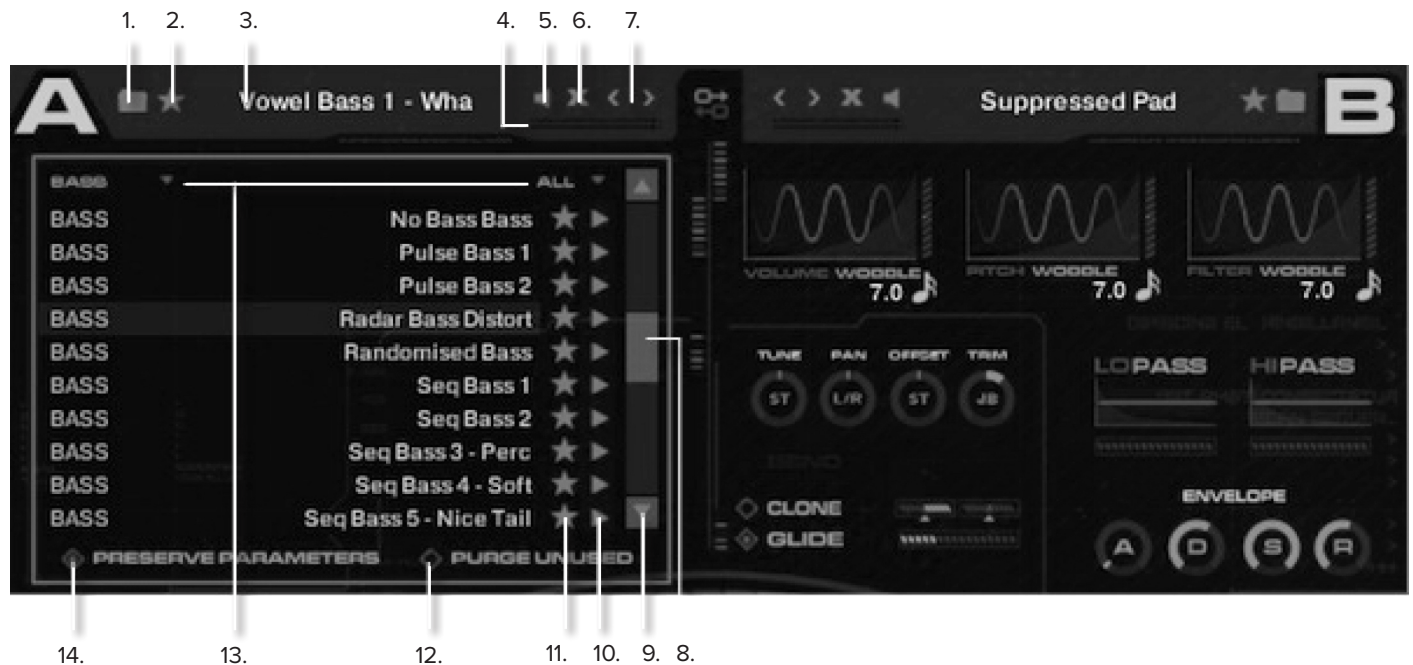 1. 2. 3. 4. 5. 6. 7.
A Vowel Bass 1 - Wha Suppressed Pad B
BASS ALL
BASS No Bass Bass
BASS Pulse Bass 1
BASS Pulse Bass 2
BASS Radar Bass Distort
BASS Randomised Bass
BASS Seq Bass 1
BASS Seq Bass 2
BASS Seq Bass 3 - Perc
BASS Seq Bass 4 - Soft
BASS Seq Bass 5 - Nice Tail
PRESERVE PARAMETERS PURGE UNUSED
VOLUME WOBBLE PITCH WOBBLE FILTER WOBBLE
7.0 7.0 7.0
TUNE PAN OFFSET TRIM
ST L/R ST dB
LOPASS HIPASS
CLONE
GLIDE
ENVELOPE
A D S R
14. 13. 12. 11. 10. 9. 8.